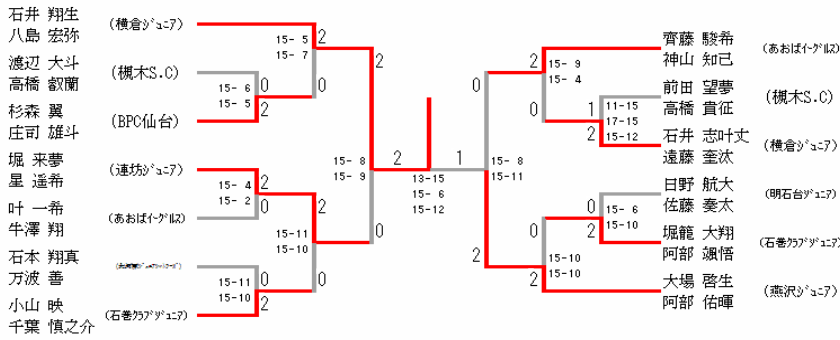 石井 翔生
八島 宏弥
(横倉ｼﾞｭﾆｱ)
渡辺 大斗
高橋 叡蘭
(槻木S.C)
杉森 翼
庄司 雄斗
(BPC仙台)
堀 来夢
星 遥希
(連坊ｼﾞｭﾆｱ)
叶 一希
牛澤 翔
(あおばｲｰｸﾞﾙｽ)
石木 翔真
万波 善
小山 映
千葉 慎之介
(石巻ｸﾗﾌﾞｼﾞｭﾆｱ)
15- 5
15- 7
2
0
15- 6
15- 5
0
2
15- 4
15- 2
2
0
15-11
15-10
2
0
15-11
15-10
0
2
15- 8
15- 9
2
0
2
13-15
15- 6
15-12
1
15- 8
15-11
0
2
15- 9
15- 4
2
0
11-15
17-15
15-12
1
2
15- 6
15-10
0
2
15-10
15-10
0
2
齊藤 駿希
神山 知己
(あおばｲｰｸﾞﾙｽ)
前田 望夢
高橋 貴征
(槻木S.C)
石井 志叶丈
遠藤 奎汰
(横倉ｼﾞｭﾆｱ)
日野 航大
佐藤 奏太
(明石台ｼﾞｭﾆｱ)
堀籠 大翔
阿部 颯悟
(石巻ｸﾗﾌﾞｼﾞｭﾆｱ)
大場 啓生
阿部 佑暉
(燕沢ｼﾞｭﾆｱ)